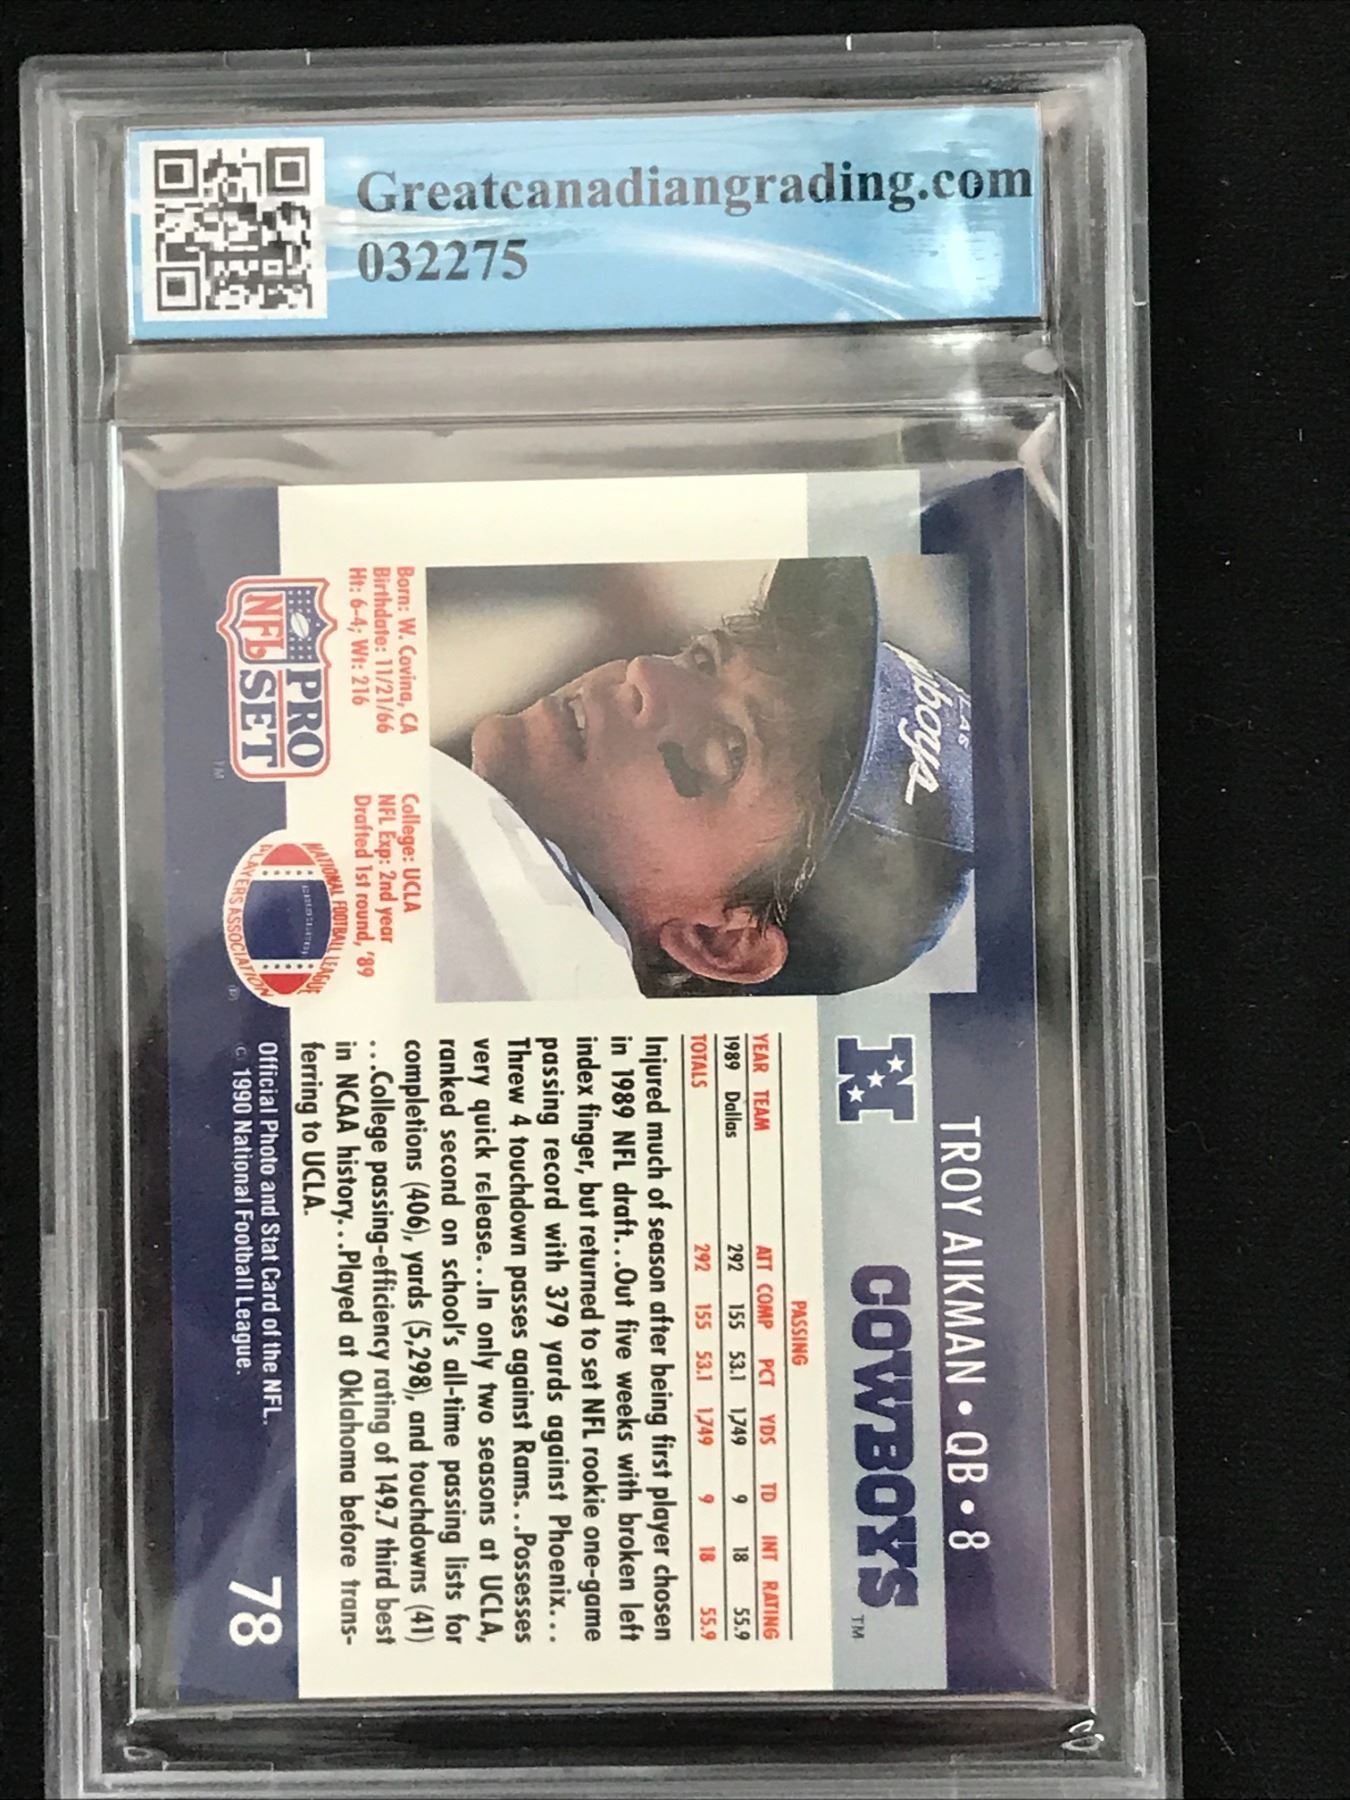 Greatcanadiangrading.com
032275
TROY AIKMAN • QB • 8
COWBOYS™
Cowboys
PASSING
YEAR TEAM ATT COMP PCT YDS TD INT RATING
1989 Dallas 292 155 53.1 1,749 9 18 55.9
TOTALS 292 155 53.1 1,749 9 18 55.9
Injured much of season after being first player chosen
in 1989 NFL draft...Out five weeks with broken left
index finger, but returned to set NFL rookie one-game
passing record with 379 yards against Phoenix...
Threw 4 touchdown passes against Rams...Possesses
very quick release...In only two seasons at UCLA,
ranked second on school's all-time passing lists for
completions (406), yards (5,298), and touchdowns (41)
...College passing-efficiency rating of 149.7 third best
in NCAA history...Played at Oklahoma before trans-
ferring to UCLA.
Born: W. Covina, CA
Birthdate: 11/21/66
Ht: 6-4; Wt: 216
College: UCLA
NFL Exp: 2nd year
Drafted 1st round, '89
PRO
NFL SET
TM
NATIONAL FOOTBALL LEAGUE
PLAYERS ASSOCIATION
Official Photo and Stat Card of the NFL.
© 1990 National Football League.
78